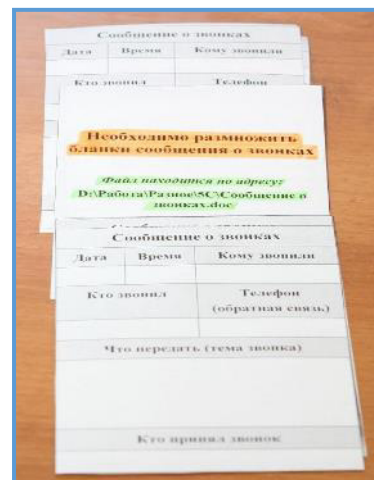 Сообщение о звонках
Дата Время Кому звонили
Кто звонил Телефон
Необходимо размножить
бланки сообщения о звонках
Файл находится по адресу:
D:\Работа\Разное\5С\Сообщение о
звонках.doc
Сообщение о звонках
Дата Время Кому звонили
Кто звонил Телефон
(обратная связь)
Что передать (тема звонка)
Кто принял звонок